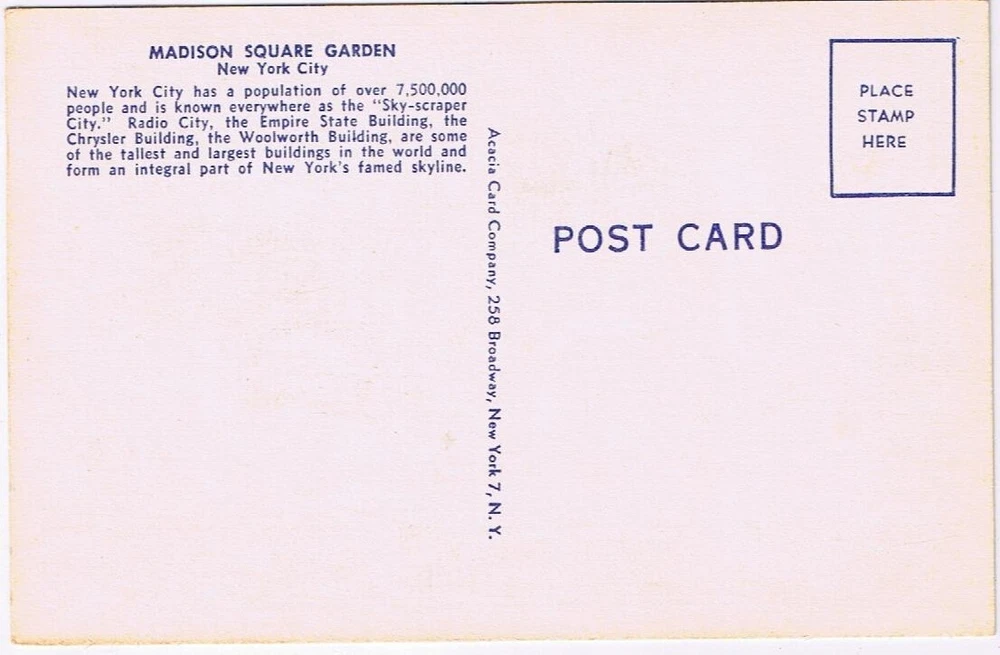 MADISON SQUARE GARDEN
New York City
New York City has a population of over 7,500,000
people and is known everywhere as the "Sky-scraper
City." Radio City, the Empire State Building, the
Chrysler Building, the Woolworth Building, are some
of the tallest and largest buildings in the world and
form an integral part of New York's famed skyline.
Acacia Card Company, 258 Broadway, New York 7, N. Y.
POST CARD
PLACE
STAMP
HERE